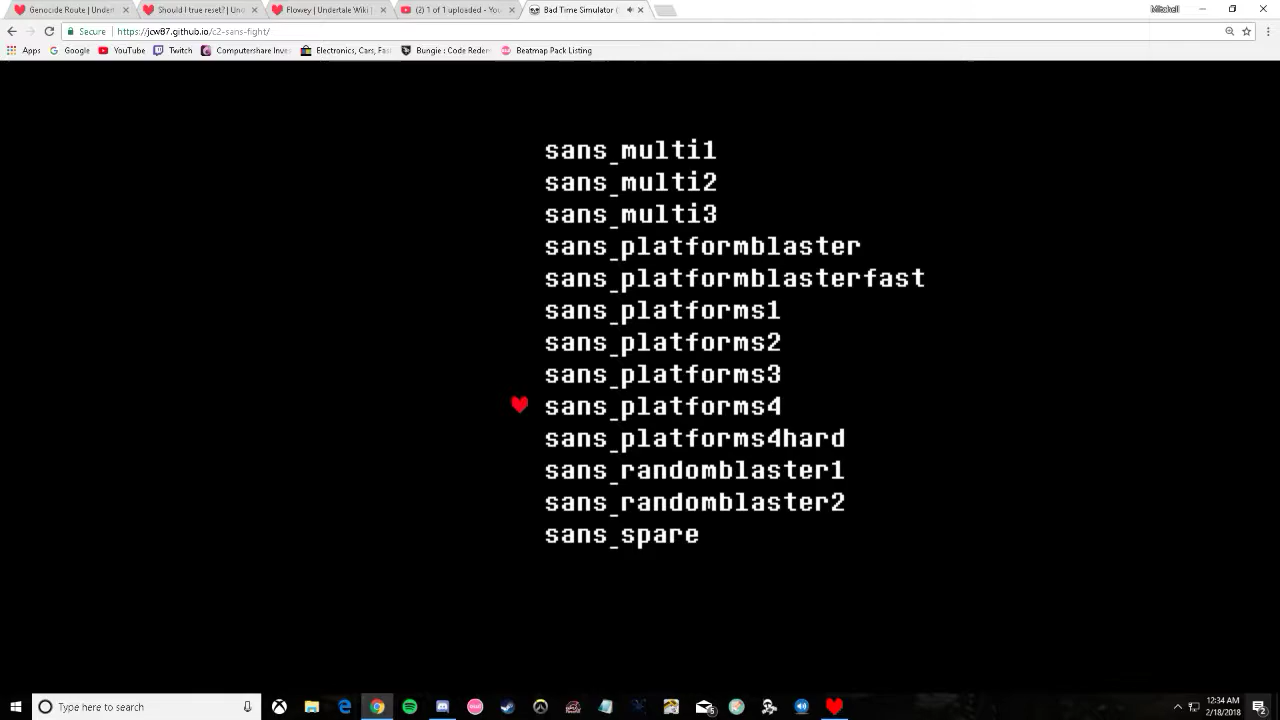 Genocide Route | Undert
Should I true reset? | Und
Flowey | Undertale Wiki |
(2) 1 of 1 uploaded - You
Bad Time Simulator (
Mitchell
Secure https://jcw87.github.io/c2-sans-fight/
Apps Google YouTube Twitch Computershare Inve Electronics, Cars, Fas Bungie : Code Redem Beatmap Pack Listing
sans_multi1
sans_multi2
sans_multi3
sans_platformblaster
sans_platformblasterfast
sans_platforms1
sans_platforms2
sans_platforms3
sans_platforms4
sans_platforms4hard
sans_randomblaster1
sans_randomblaster2
sans_spare
Type here to search
12:34 AM
2/18/2018